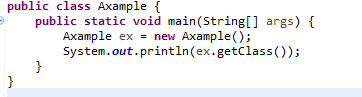 public class Axample {
public static void main(String[] args) {
Axample ex = new Axample();
System.out.println(ex.getClass());
}
}